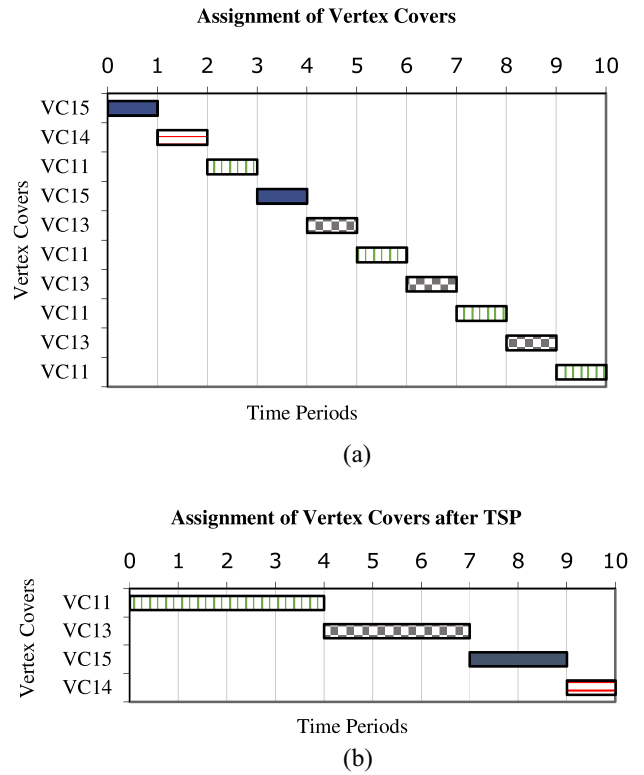 Assignment of Vertex Covers
0 1 2 3 4 5 6 7 8 9 10
VC15
VC14
VC11
VC15
VC13
VC11
VC13
VC11
VC13
VC11
Vertex Covers
Time Periods
(a)
Assignment of Vertex Covers after TSP
0 1 2 3 4 5 6 7 8 9 10
VC11
VC13
VC15
VC14
Vertex Covers
Time Periods
(b)